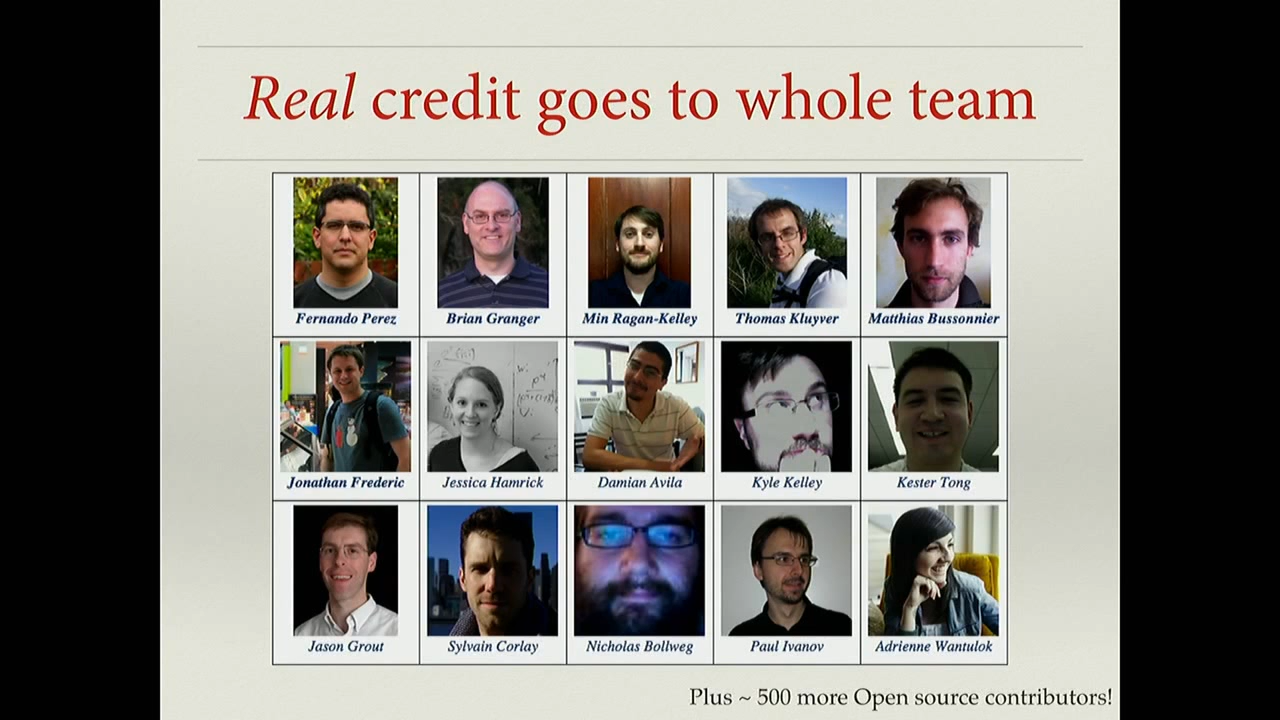 Real credit goes to whole team
Fernando Perez
Brian Granger
Min Ragan-Kelley
Thomas Kluyver
Matthias Bussonnier
Jonathan Frederic
Jessica Hamrick
Damian Avila
Kyle Kelley
Kester Tong
Jason Grout
Sylvain Corlay
Nicholas Bollweg
Paul Ivanov
Adrienne Wantulok
Plus ~ 500 more Open source contributors!